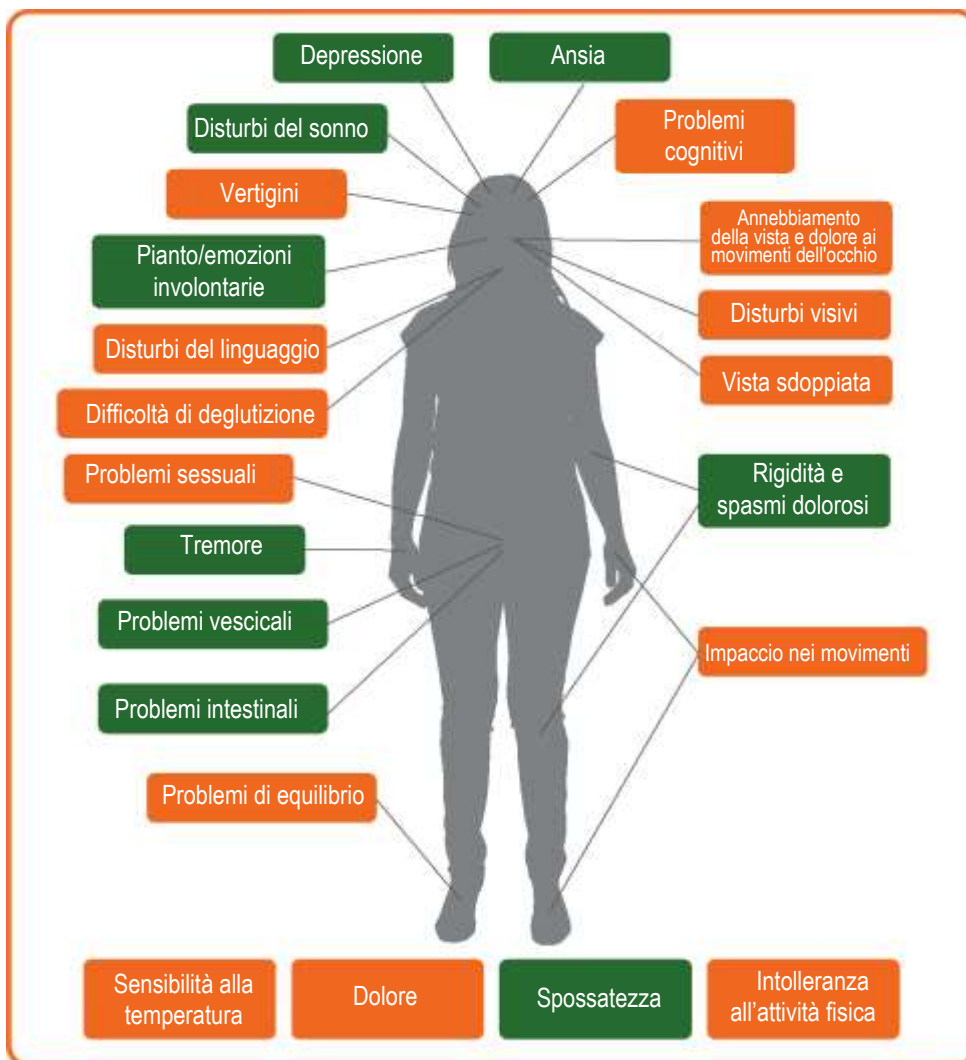 Depressione
Ansia
Disturbi del sonno
Problemi
cognitivi
Vertigini
Annebbiamento
della vista e dolore ai
movimenti dell'occhio
Pianto/emozioni
involontarie
Disturbi visivi
Disturbi del linguaggio
Vista sdoppiata
Difficoltà di deglutizione
Problemi sessuali
Rigidità e
spasmi dolorosi
Tremore
Problemi vescicali
Impaccio nei movimenti
Problemi intestinali
Problemi di equilibrio
Sensibilità alla
temperatura
Dolore
Spossatezza
Intolleranza
all’attività fisica